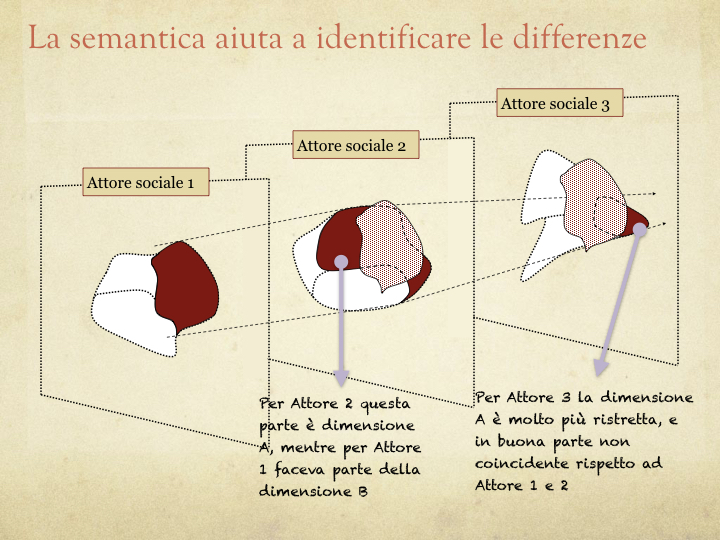 La semantica aiuta a identificare le differenze
Attore sociale 3
Attore sociale 2
Attore sociale 1
Per Attore 2 questa
parte è dimensione
A, mentre per Attore
1 faceva parte della
dimensione B
Per Attore 3 la dimensione
A è molto più ristretta, e
in buona parte non
coincidente rispetto ad
Attore 1 e 2